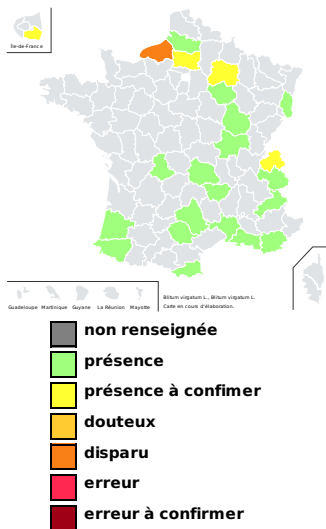 Île-de-France
Guadeloupe Martinique Guyane La Réunion Mayotte
Blitum virgatum L., Blitum virgatum L.
Carte en cours d'élaboration.
non renseignée
présence
présence à confimer
douteux
disparu
erreur
erreur à confirmer